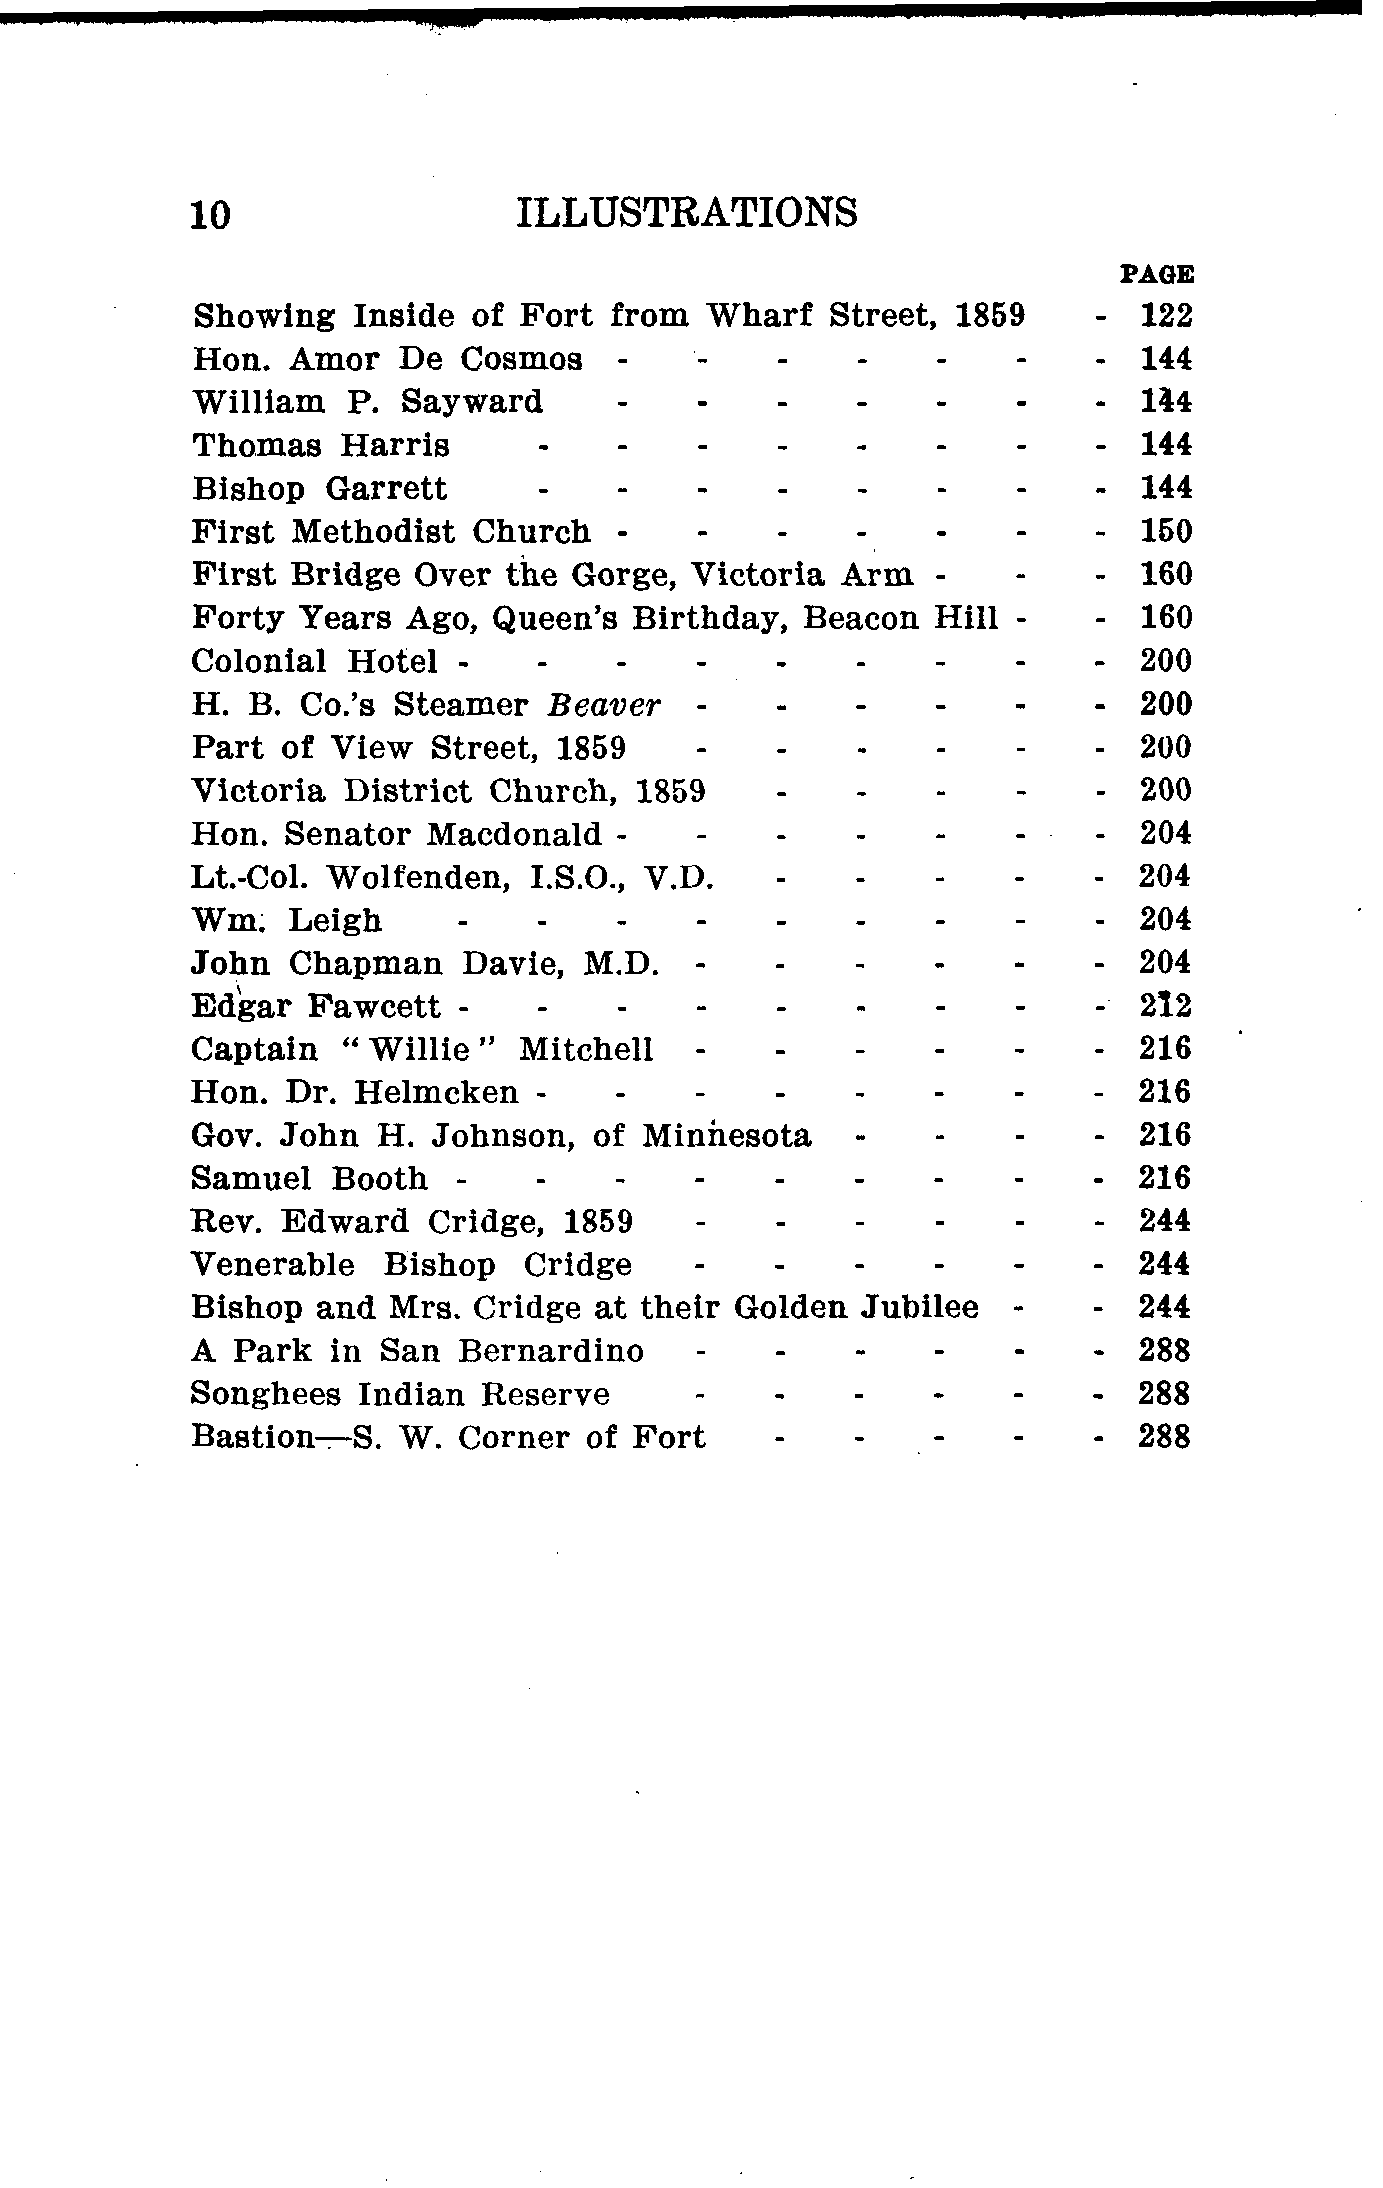 10 ILLUSTRATIONS
PAGE
Showing Inside of Fort from Wharf Street, 1859 - 122
Hon. Amor De Cosmos - - - - - - - 144
William P. Sayward - - - - - - - 144
Thomas Harris - - - - - - - - 144
Bishop Garrett - - - - - - - - 144
First Methodist Church - - - - - - - 150
First Bridge Over the Gorge, Victoria Arm - - - 160
Forty Years Ago, Queen's Birthday, Beacon Hill - - 160
Colonial Hotel - - - - - - - - - 200
H. B. Co.'s Steamer Beaver - - - - - - 200
Part of View Street, 1859 - - - - - - 200
Victoria District Church, 1859 - - - - - 200
Hon. Senator Macdonald - - - - - - - 204
Lt.-Col. Wolfenden, I.S.O., V.D. - - - - - 204
Wm. Leigh - - - - - - - - - 204
John Chapman Davie, M.D. - - - - - - 204
Edgar Fawcett - - - - - - - - - 212
Captain "Willie" Mitchell - - - - - - 216
Hon. Dr. Helmcken - - - - - - - - 216
Gov. John H. Johnson, of Minnesota - - - - 216
Samuel Booth - - - - - - - - - 216
Rev. Edward Cridge, 1859 - - - - - - 244
Venerable Bishop Cridge - - - - - - 244
Bishop and Mrs. Cridge at their Golden Jubilee - - 244
A Park in San Bernardino - - - - - - 288
Songhees Indian Reserve - - - - - - 288
Bastion—S. W. Corner of Fort - - - - - 288